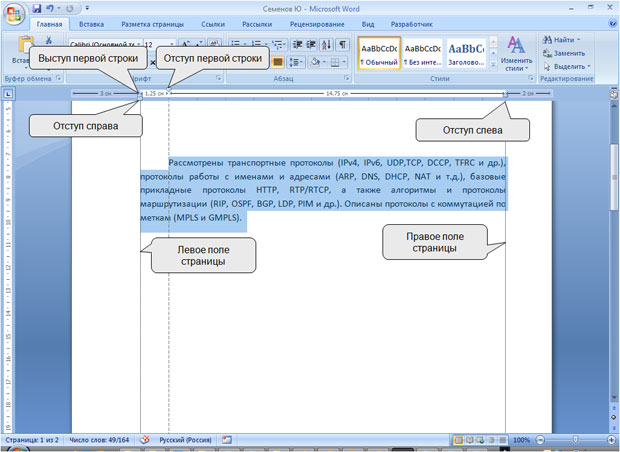 Семенов Ю - Microsoft Word
Главная Вставка Разметка страницы Ссылки Рассылки Рецензирование Вид Разработчик
Вставить Calibri (Основной те 12
AaBbCcDc AaBbCcDc AaBbC
¶ Обычный ¶ Без инте... Заголово... Изменить стили
Найти
Заменить
Выделить
Буфер обмена Шрифт Абзац Стили Редактирование
Выступ первой строки Отступ первой строки
3 см 1.25 см 14.75 см 2 см
Отступ справа Отступ слева
Рассмотрены транспортные протоколы (IPv4, IPv6, UDP,TCP, DCCP, TFRC и др.),
протоколы работы с именами и адресами (ARP, DNS, DHCP, NAT и т.д.), базовые
прикладные протоколы HTTP, RTP/RTCP, а также алгоритмы и протоколы
маршрутизации (RIP, OSPF, BGP, LDP, PIM и др.). Описаны протоколы с коммутацией по
меткам (MPLS и GMPLS).
Левое поле
страницы
Правое поле
страницы
Страница: 1 из 2 Число слов: 49/164 Русский (Россия) 100%